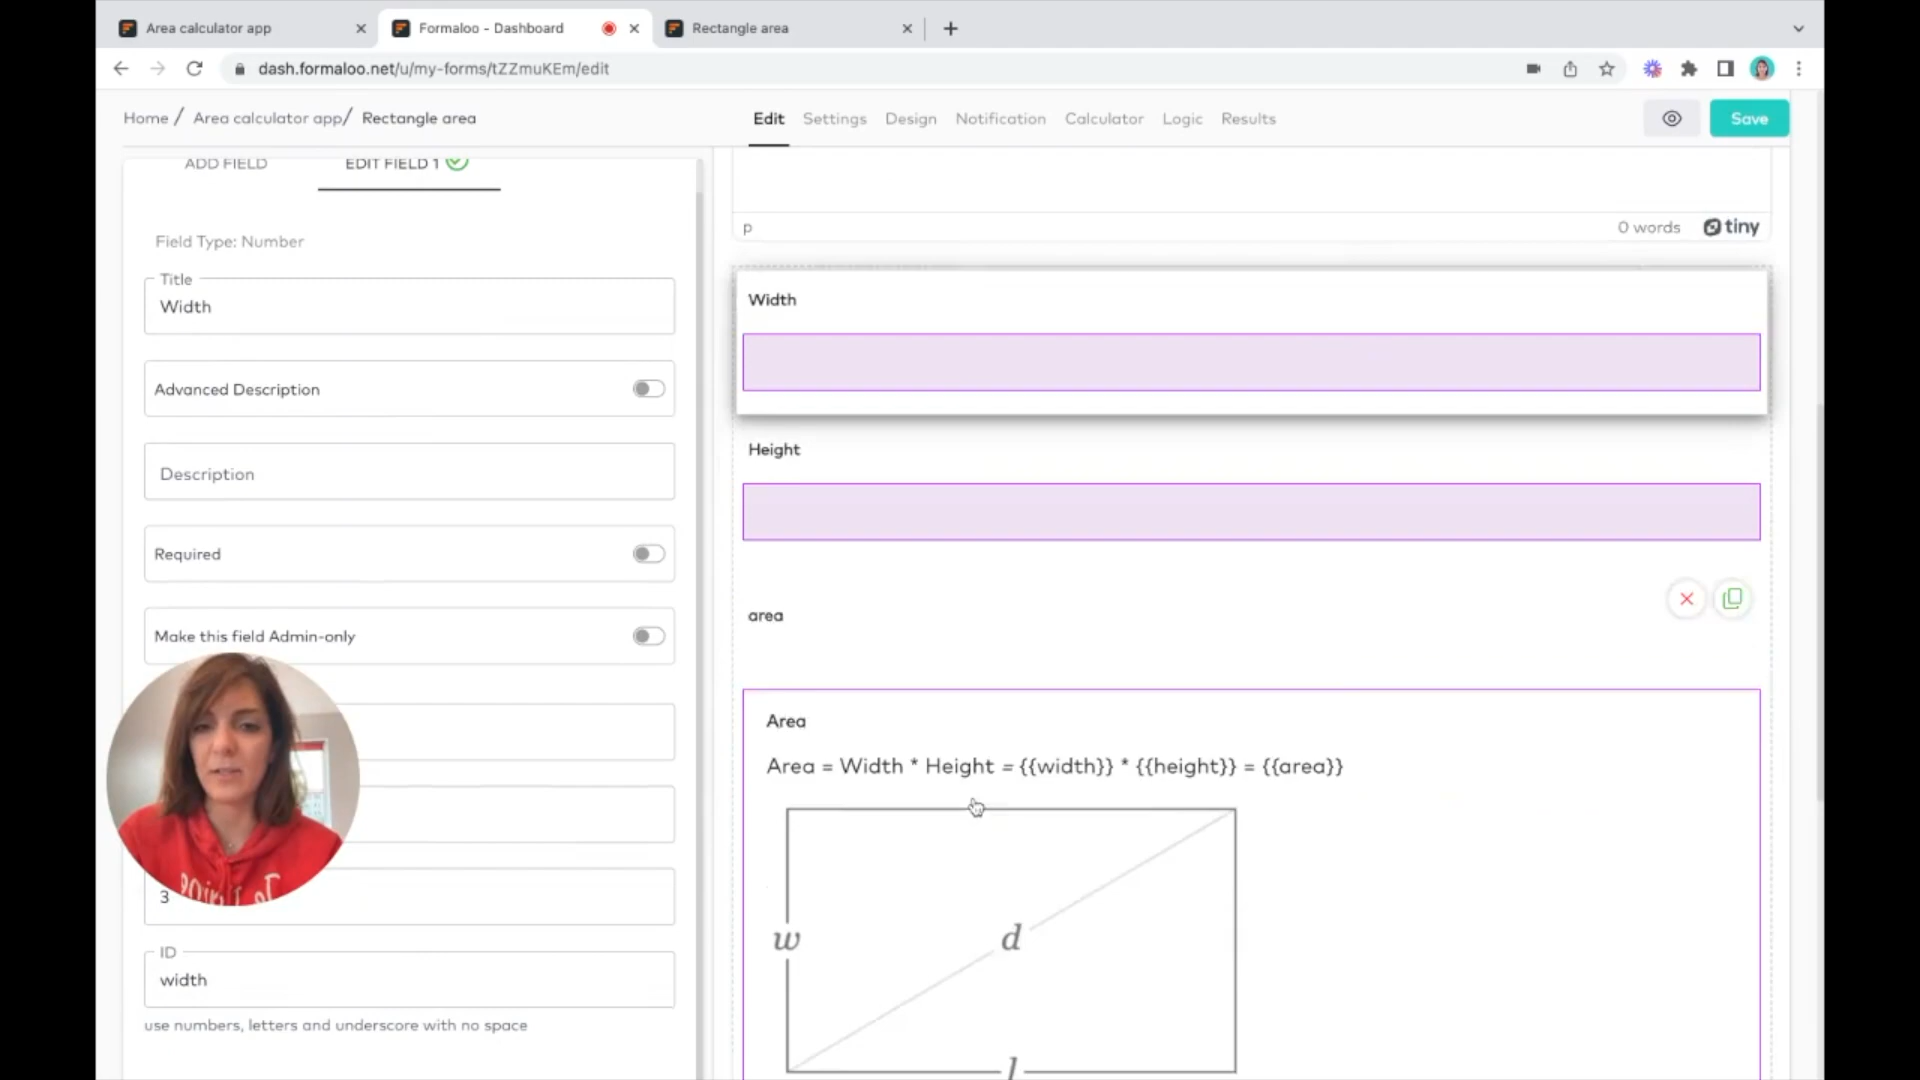 Area calculator app
Formaloo - Dashboard
Rectangle area
dash.formaloo.net/u/my-forms/tZZmuKEm/edit
Home / Area calculator app/ Rectangle area
Edit Settings Design Notification Calculator Logic Results
Save
ADD FIELD
EDIT FIELD 1
Field Type: Number
Title
Width
Advanced Description
Description
Required
Make this field Admin-only
3
ID
width
use numbers, letters and underscore with no space
p
0 words
tiny
Width
Height
area
Area
Area = Width * Height = {{width}} * {{height}} = {{area}}
w
d
l